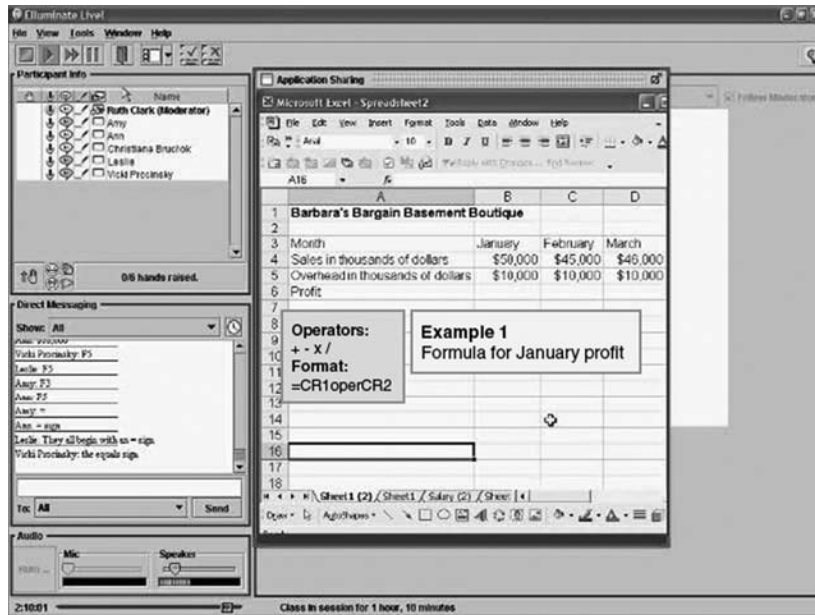 Elluminate Live!
File View Tools Window Help
Participant Info
Name
Ruth Clark (Moderator)
Amy
Ann
Christiana Bruchok
Leslie
Vicki Procinsky
0/6 hands raised.
Direct Messaging
Show: All
Vicki Procinsky: F5
Leslie: F5
Amy: F3
Ann: F5
Amy: =
Ann: = sign
Leslie: They all begin with an = sign
Vicki Procinsky: the equals sign
To: All Send
Audio
Mic Speaker
2:10:01
Class in session for 1 hour, 10 minutes
Application Sharing
Microsoft Excel - Spreadsheet2
File Edit View Insert Format Tools Data Window Help
Arial 10 B I U
A16 fx
A B C D
1 Barbara's Bargain Basement Boutique
2
3 Month January February March
4 Sales in thousands of dollars $50,000 $45,000 $46,000
5 Overhead in thousands of dollars $10,000 $10,000 $10,000
6 Profit
7
8
9
10
11
12
13
14
15
16
17
18
Operators:
+ - x /
Format:
=CR1operCR2
Example 1
Formula for January profit
Sheet1 (2) / Sheet1 / Salary (2) / Sheet
Draw AutoShapes